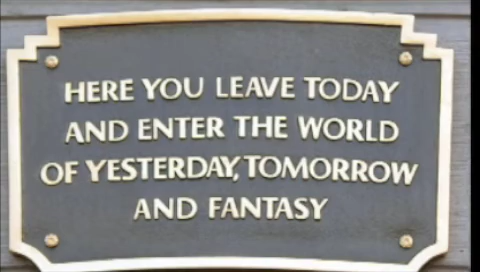 HERE YOU LEAVE TODAY
AND ENTER THE WORLD
OF YESTERDAY, TOMORROW
AND FANTASY